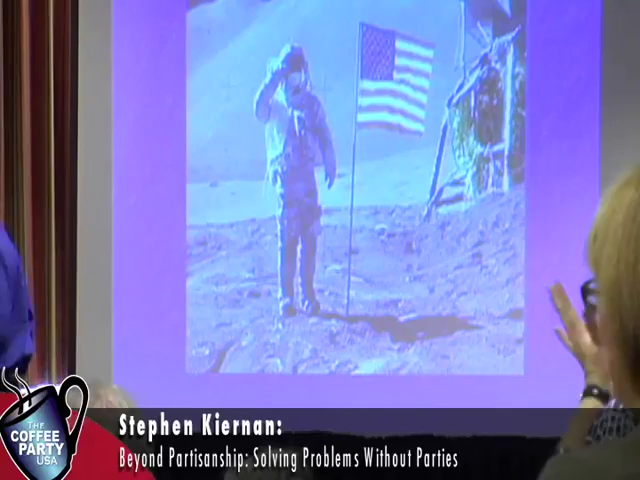 Stephen Kiernan:
THE
COFFEE
PARTY
USA
Beyond Partisanship: Solving Problems Without Parties